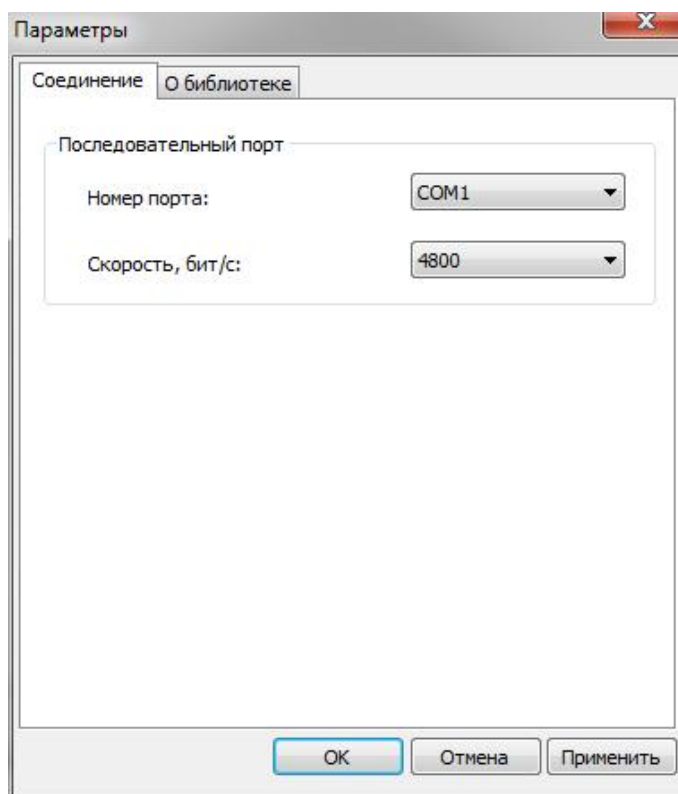 Параметры
Соединение О библиотеке
Последовательный порт
Номер порта: COM1
Скорость, бит/с: 4800
OK Отмена Применить